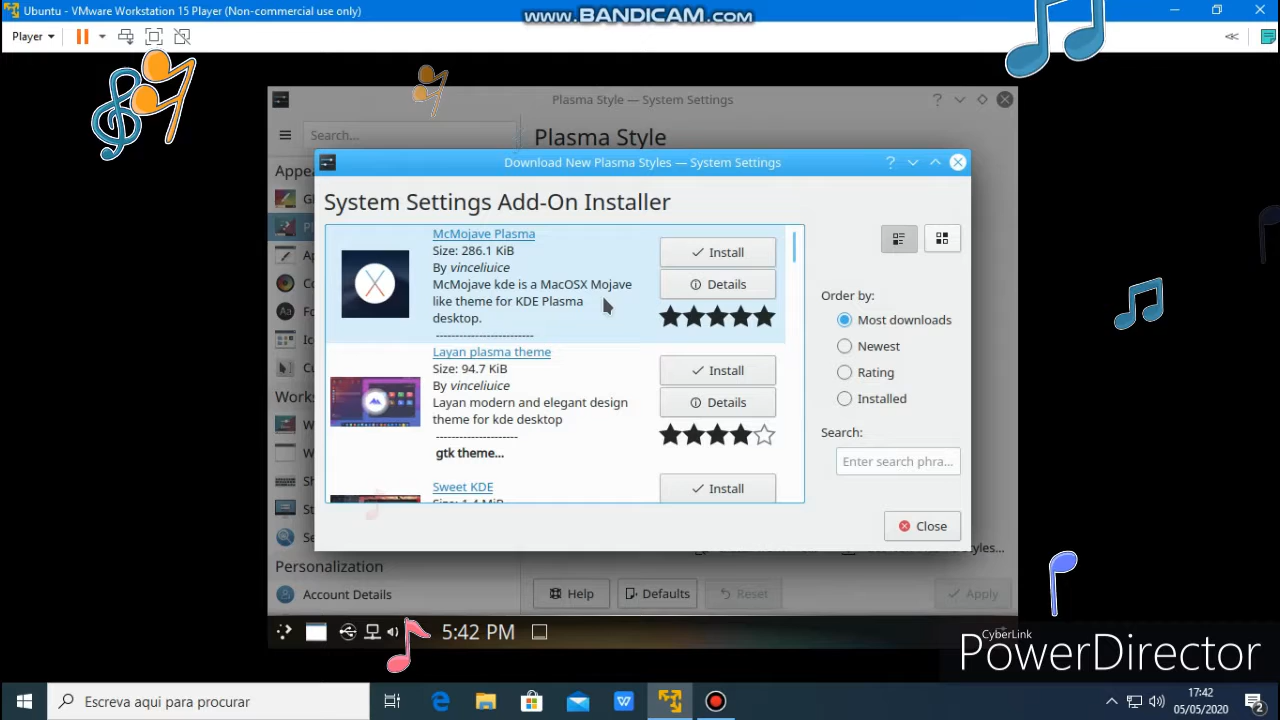 Ubuntu - VMware Workstation 15 Player (Non-commercial use only)
www.BANDICAM.com
Player
Plasma Style — System Settings
Search...
Plasma Style
Download New Plasma Styles — System Settings
System Settings Add-On Installer
McMojave Plasma
Size: 286.1 KiB
By vinceliuice
McMojave kde is a MacOSX Mojave
like theme for KDE Plasma
desktop.
-------------------------
Install
Details
Layan plasma theme
Size: 94.7 KiB
By vinceliuice
Layan modern and elegant design
theme for kde desktop
---------------------
gtk theme...
Install
Details
Sweet KDE
Install
Order by:
Most downloads
Newest
Rating
Installed
Search:
Enter search phra...
Close
Personalization
Account Details
Help
Defaults
Reset
Apply
5:42 PM
CyberLink
PowerDirector
Escreva aqui para procurar
17:42
05/05/2020
2